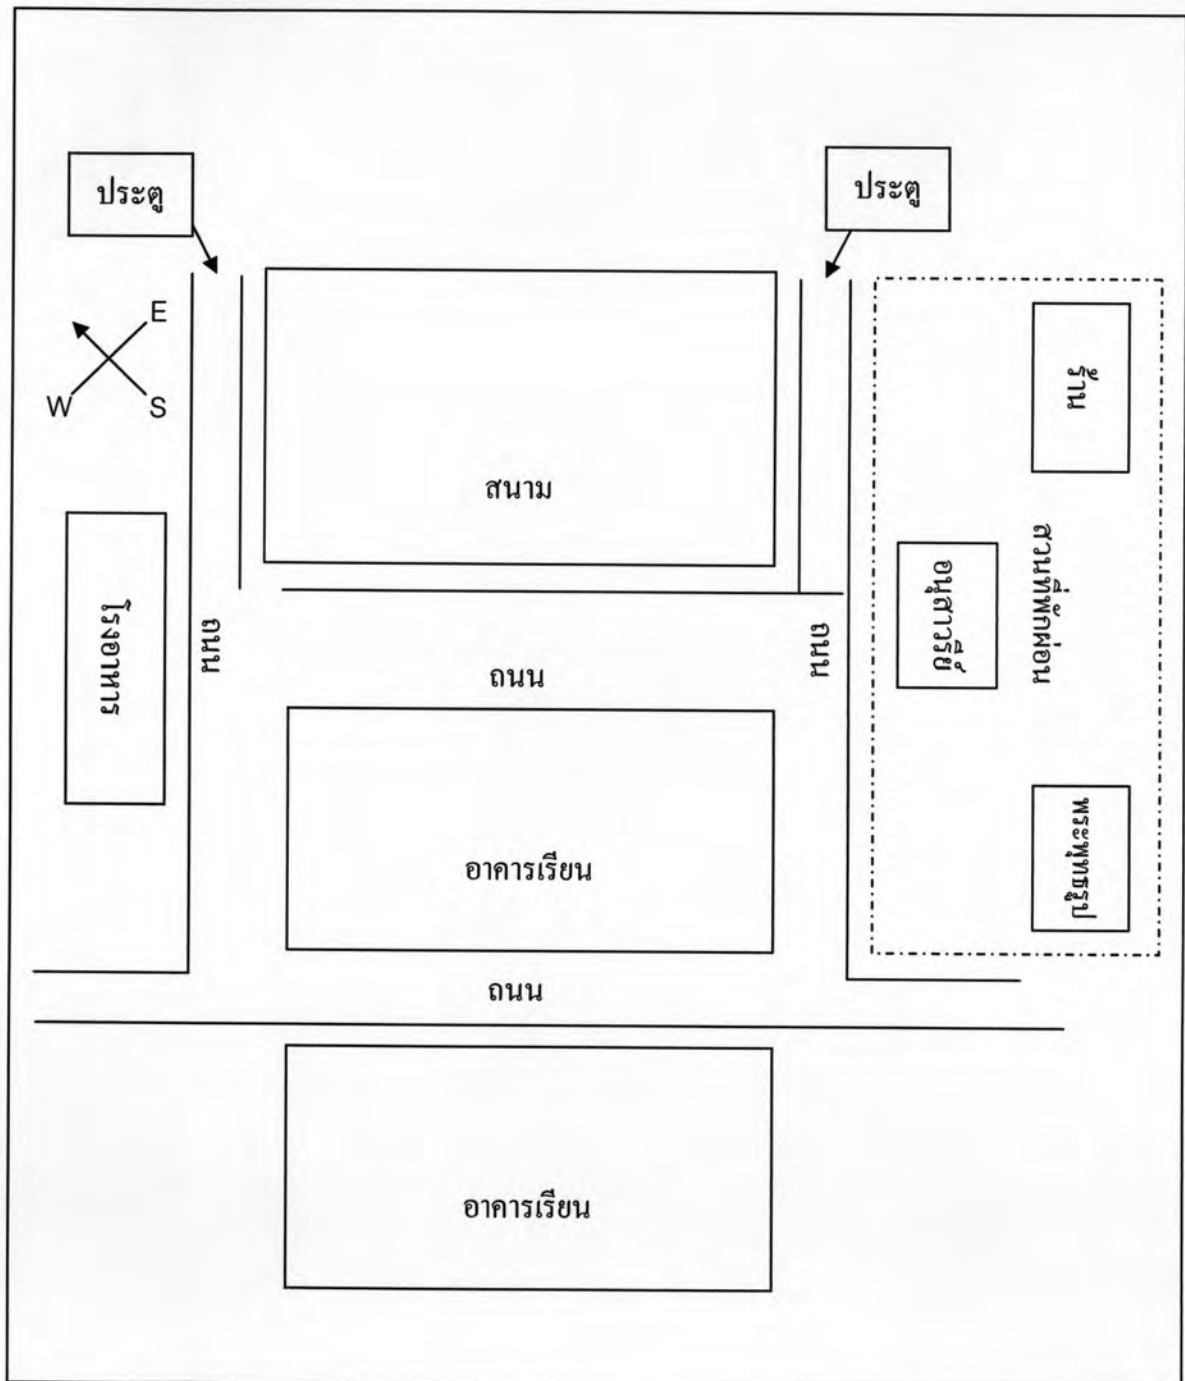 ประตู
ประตู
E
W
S
ร้าน
สนาม
สวนที่พักผ่อน
อนุสาวรีย์
โรงอาหาร
ถนน
ถนน
ถนน
พระพุทธรูป
อาคารเรียน
ถนน
อาคารเรียน